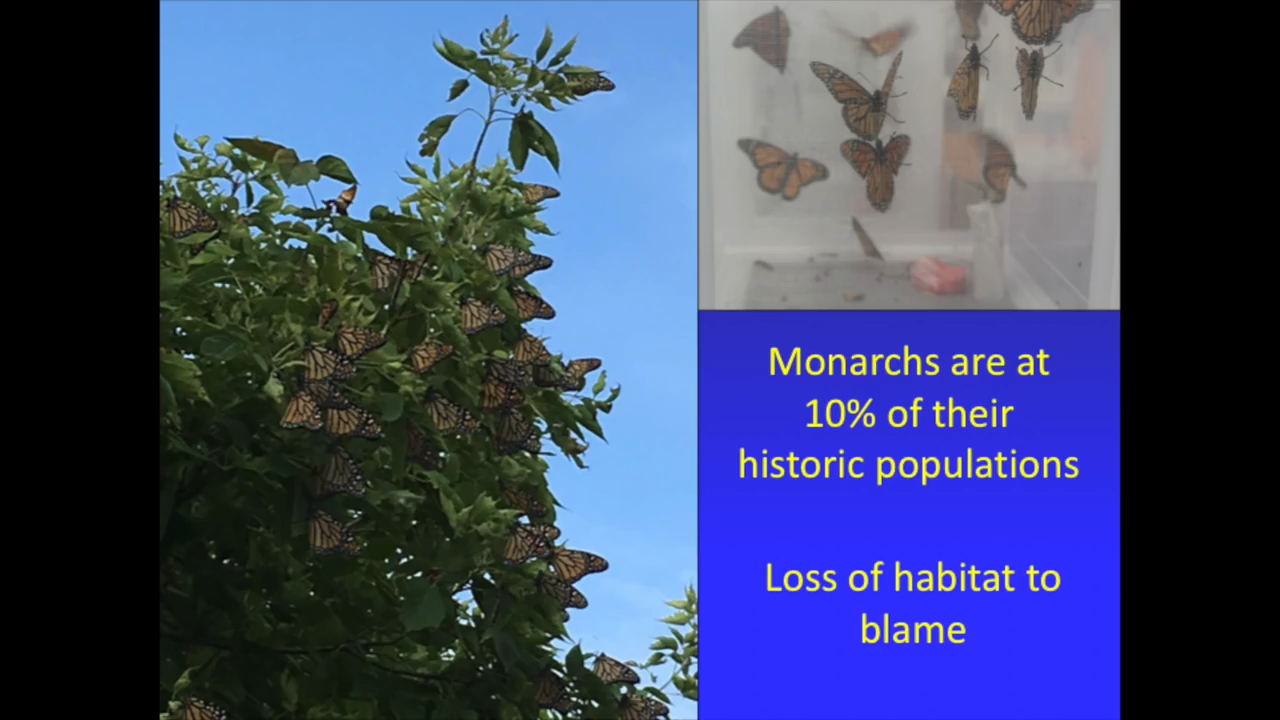 Monarchs are at
10% of their
historic populations
Loss of habitat to
blame